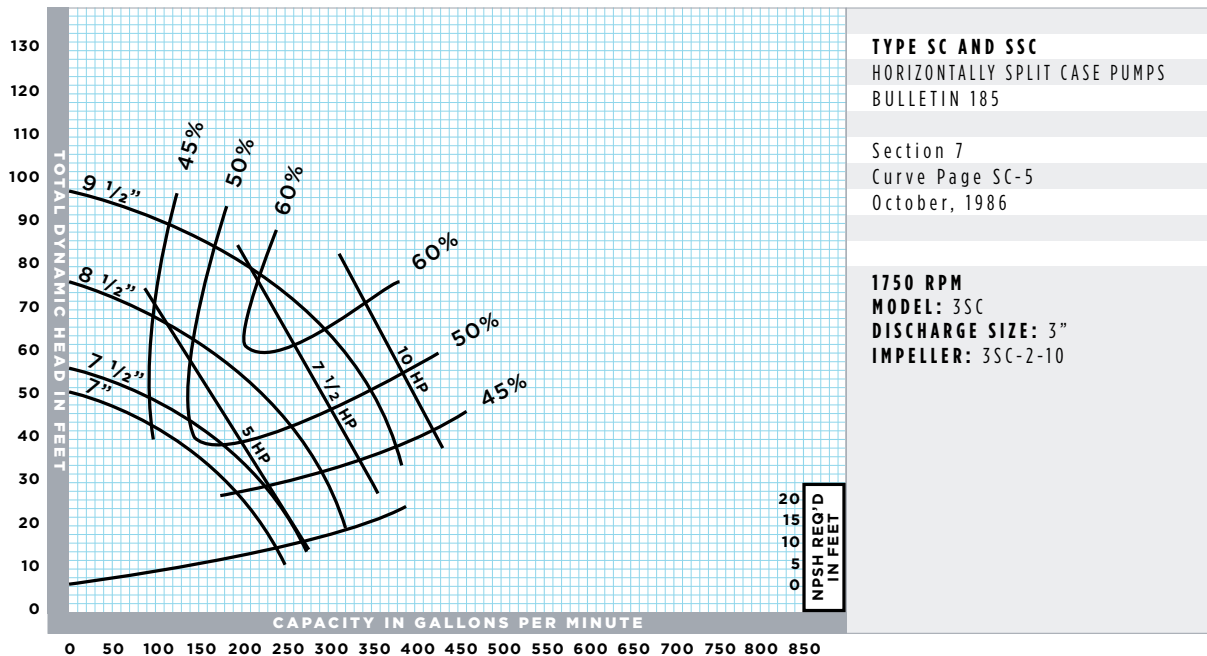 130
120
110
100
90
80
70
60
50
40
30
20
10
0
TOTAL DYNAMIC HEAD IN FEET
9 1/2”
8 1/2”
7 1/2”
7”
45%
50%
60%
60%
50%
45%
5 HP
7 1/2 HP
10 HP
20
15
10
5
0
NPSH REQ’D
IN FEET
CAPACITY IN GALLONS PER MINUTE
0 50 100 150 200 250 300 350 400 450 500 550 600 650 700 750 800 850
TYPE SC AND SSC
HORIZONTALLY SPLIT CASE PUMPS
BULLETIN 185
Section 7
Curve Page SC-5
October, 1986
1750 RPM
MODEL: 3SC
DISCHARGE SIZE: 3”
IMPELLER: 3SC-2-10